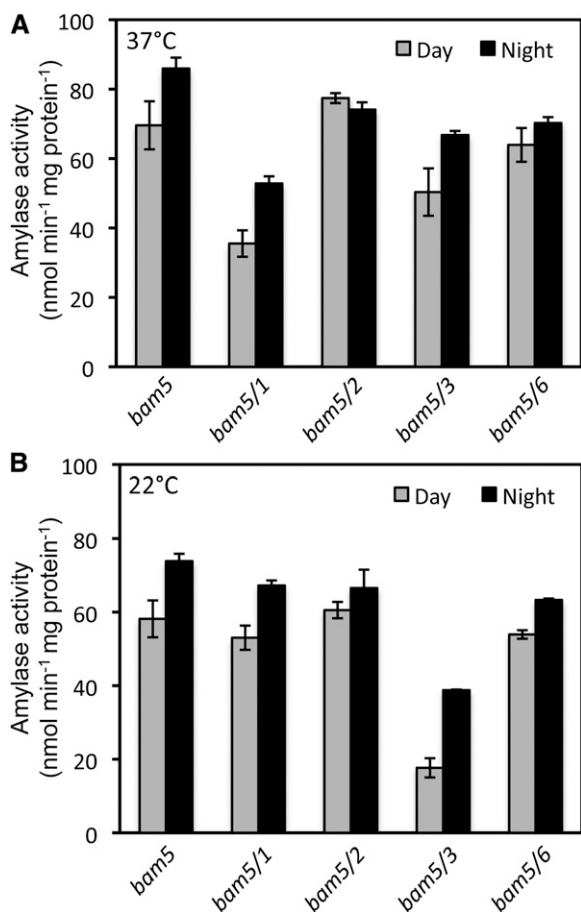 A
37°C
Day
Night
Amylase activity
(nmol min⁻¹ mg protein⁻¹)
100
80
60
40
20
0
bam5
bam5/1
bam5/2
bam5/3
bam5/6
B
22°C
Day
Night
Amylase activity
(nmol min⁻¹ mg protein⁻¹)
100
80
60
40
20
0
bam5
bam5/1
bam5/2
bam5/3
bam5/6